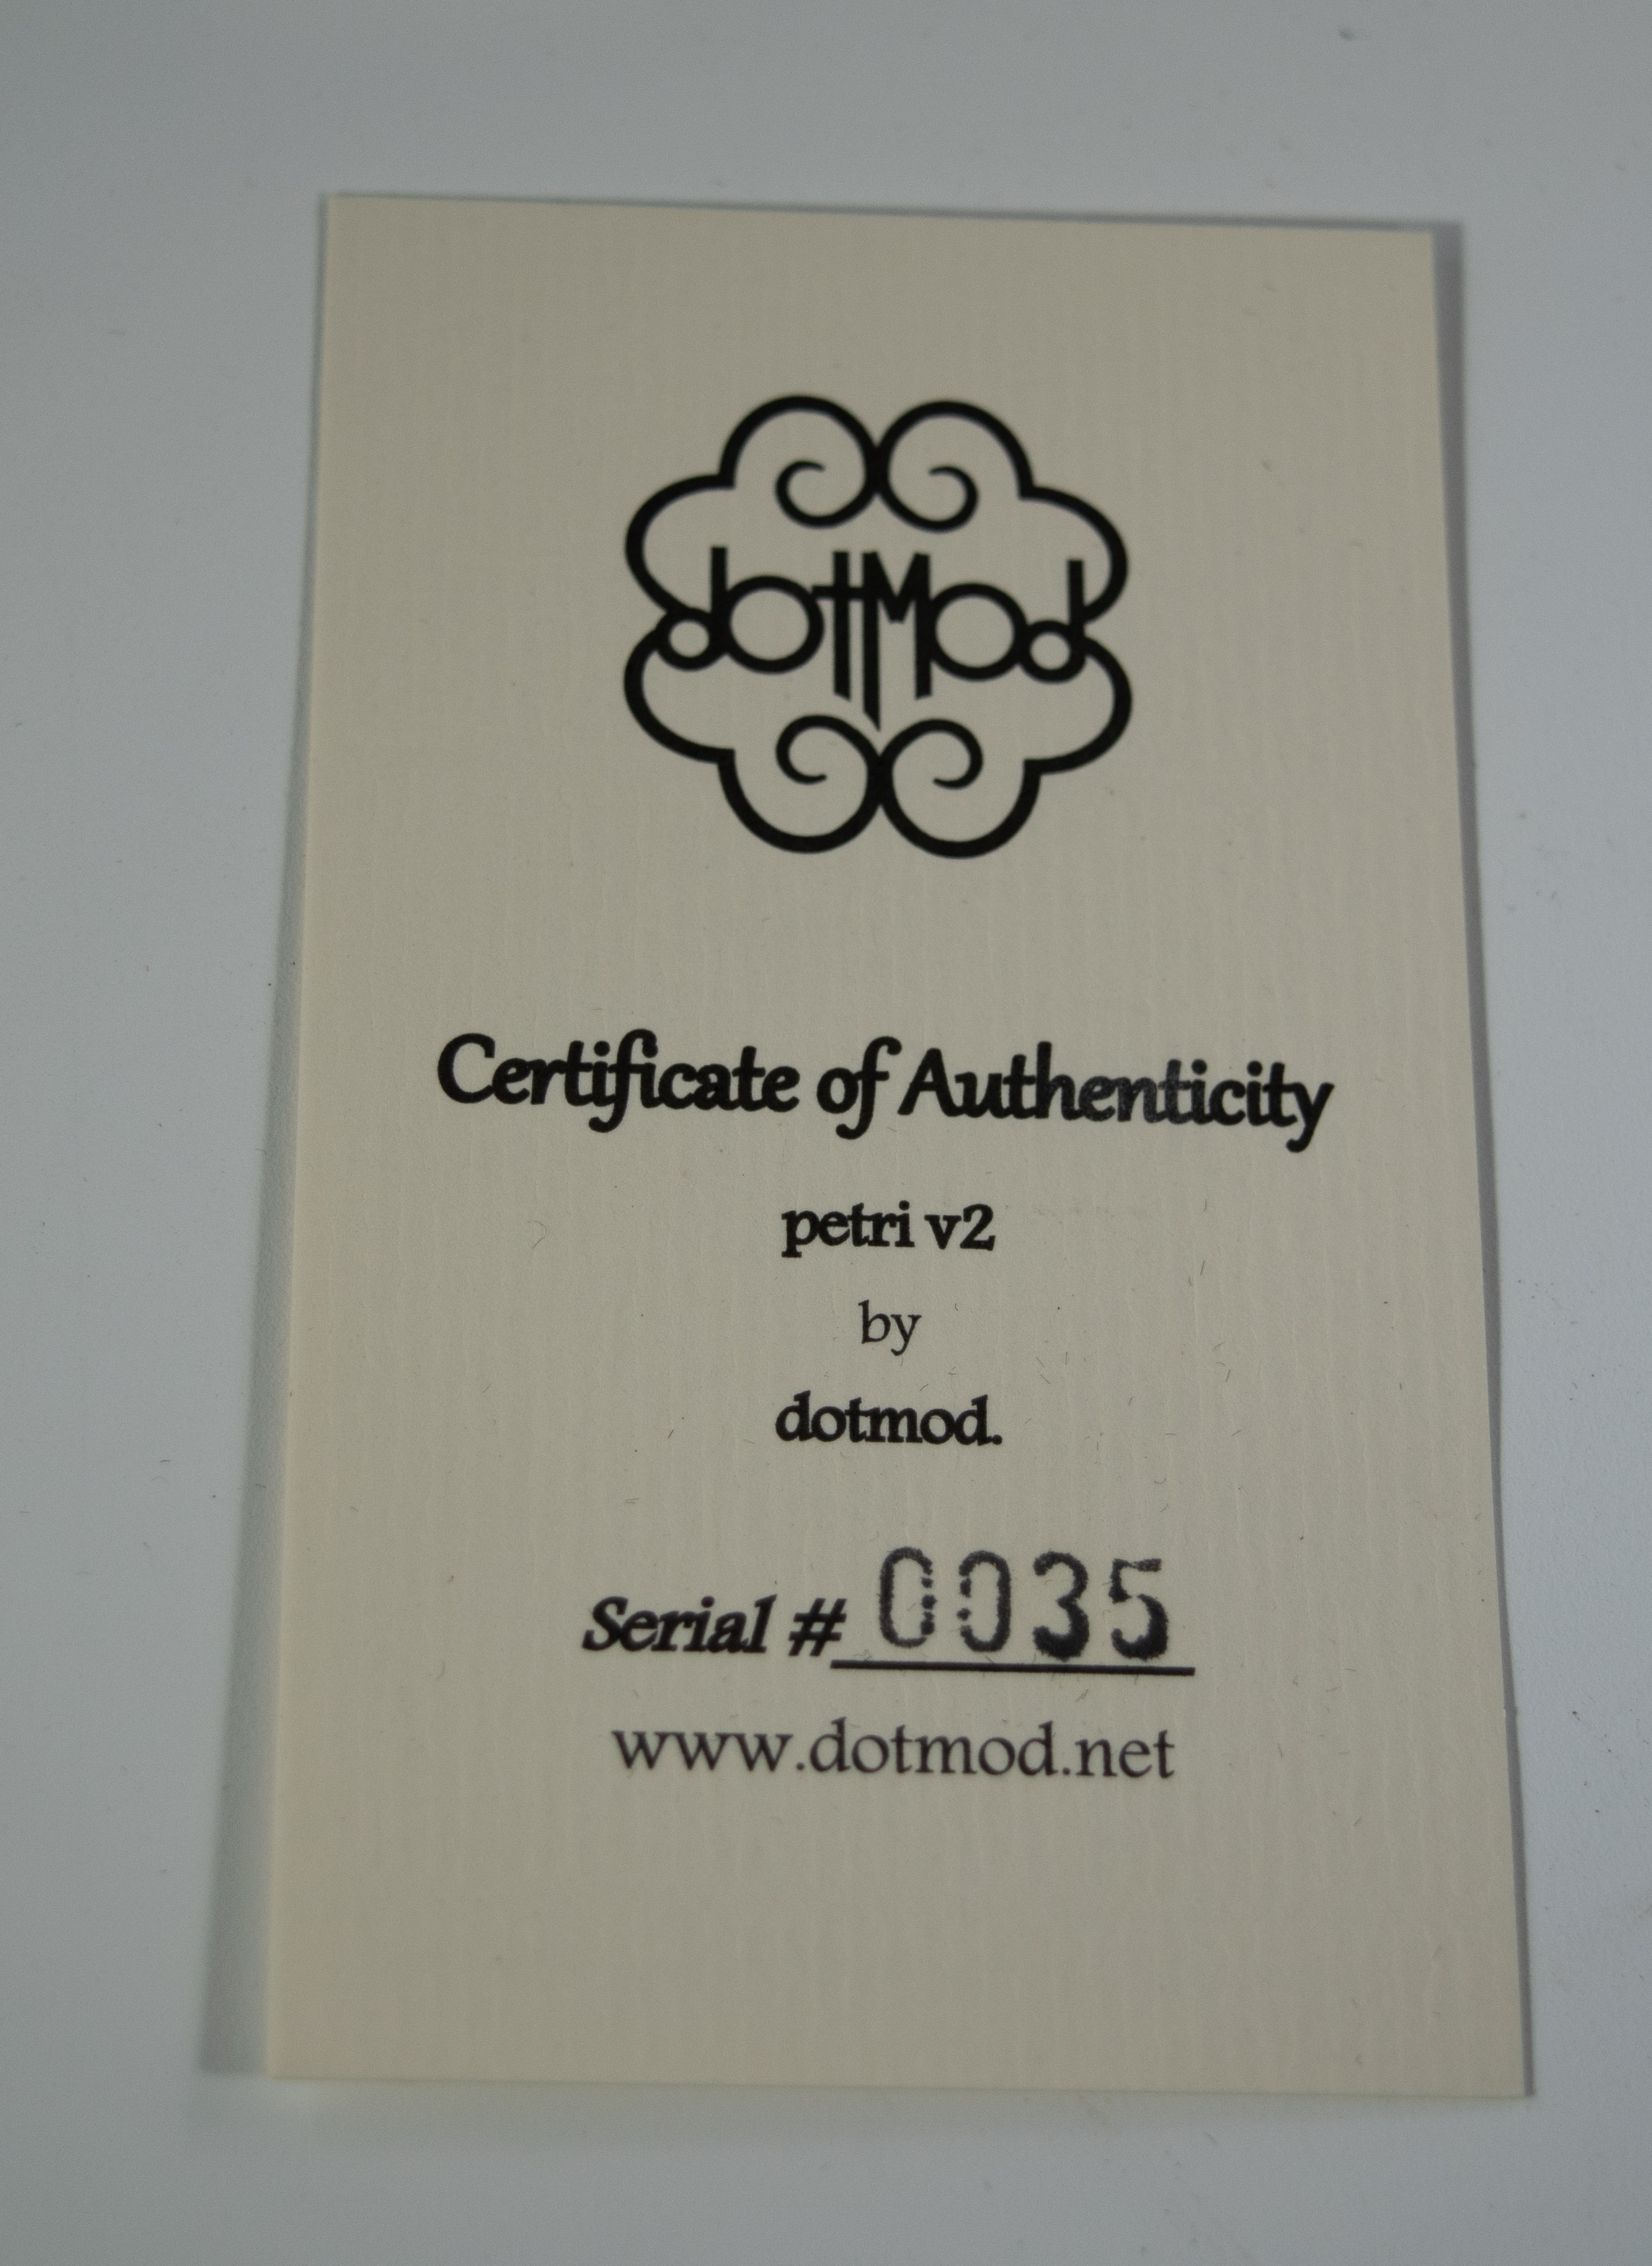 dotMod
Certificate of Authenticity
petri v2
by
dotmod.
Serial # 0035
www.dotmod.net